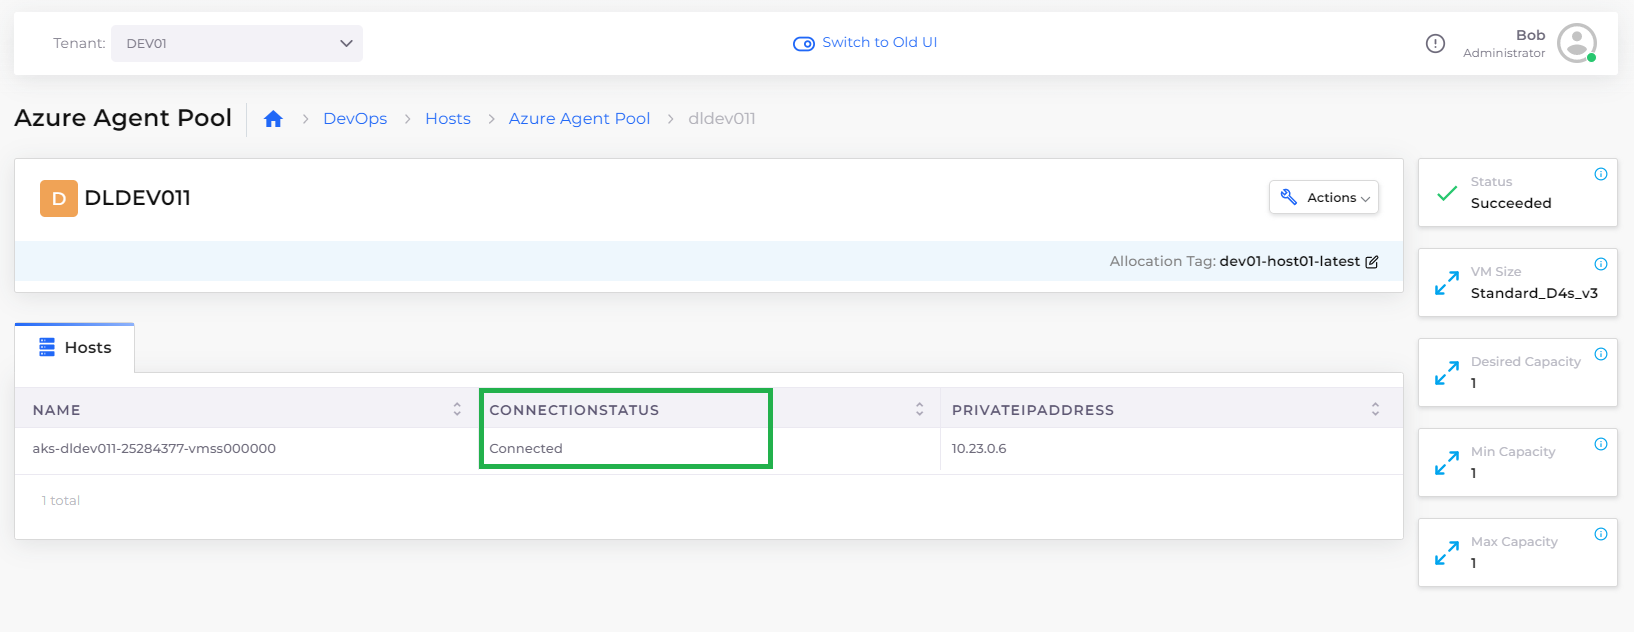 Tenant: DEV01
Switch to Old UI
Bob
Administrator
Azure Agent Pool
DevOps > Hosts > Azure Agent Pool > dldev011
D DLDEV011
Actions
Allocation Tag: dev01-host01-latest
Status
Succeeded
VM Size
Standard_D4s_v3
Desired Capacity
1
Min Capacity
1
Max Capacity
1
Hosts
NAME CONNECTIONSTATUS PRIVATEIPADDRESS
aks-dldev011-25284377-vmss000000 Connected 10.23.0.6
1 total